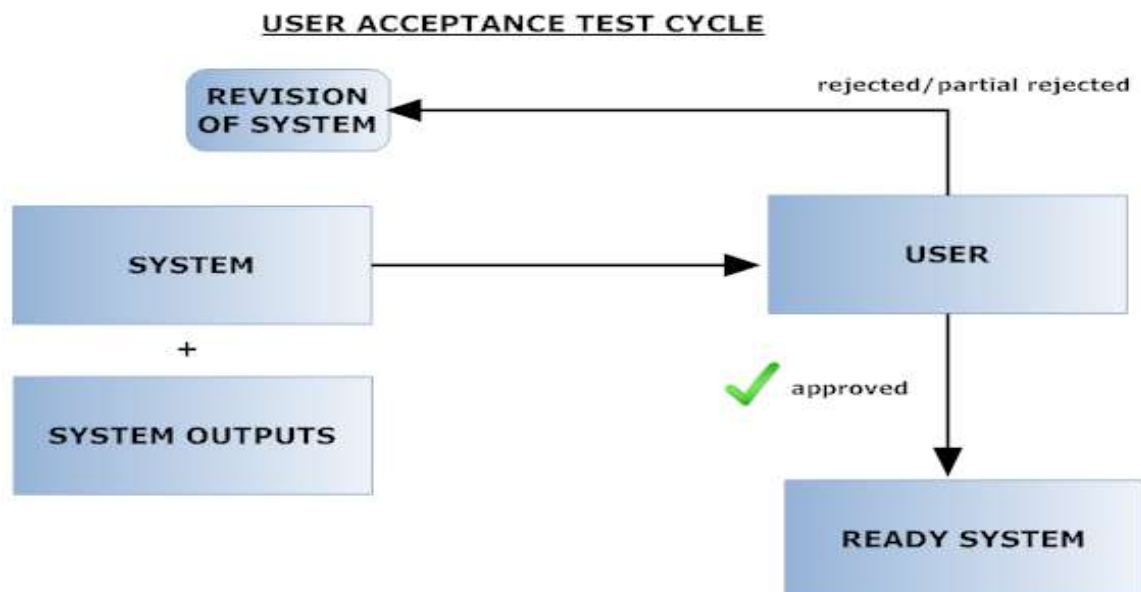 USER ACCEPTANCE TEST CYCLE
REVISION
OF SYSTEM
rejected/partial rejected
SYSTEM
USER
+
SYSTEM OUTPUTS
approved
READY SYSTEM